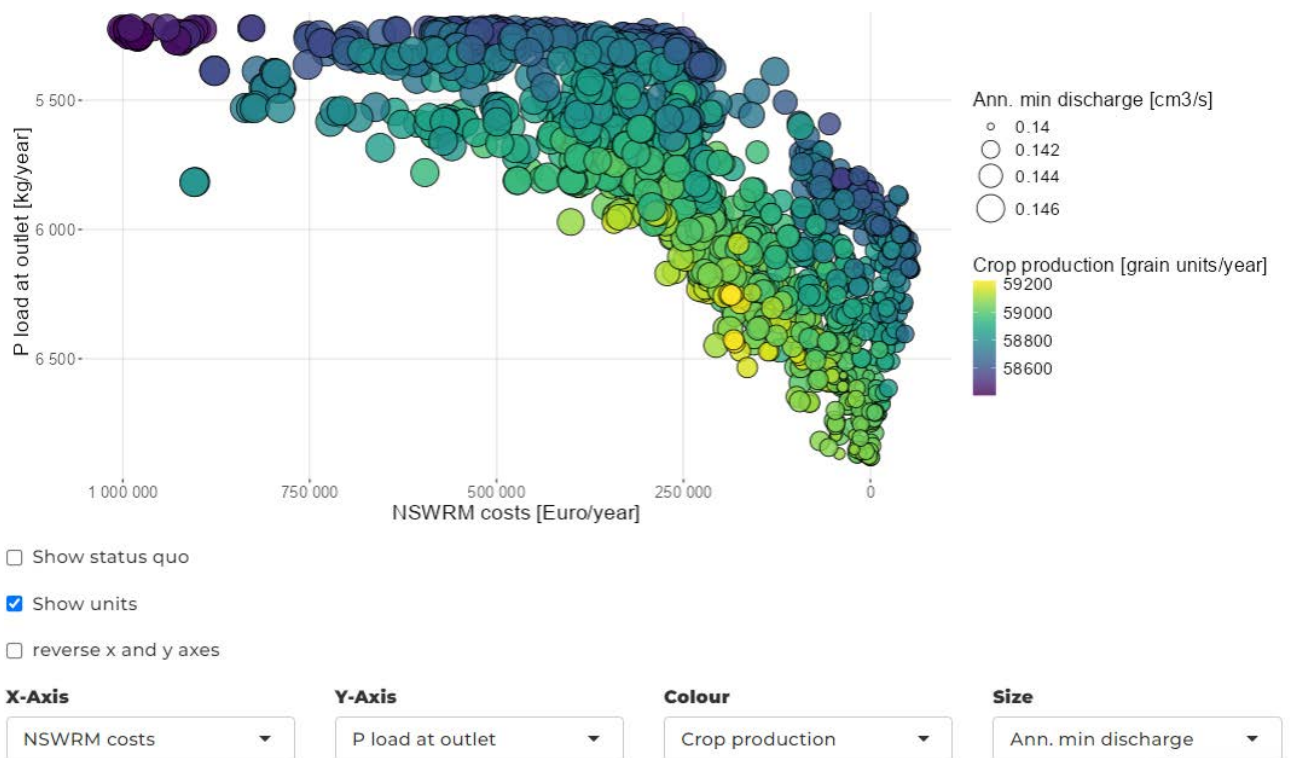 5 500
6 000
6 500
P load at outlet [kg/year]
1 000 000
750 000
500 000
250 000
0
NSWRM costs [Euro/year]
Ann. min discharge [cm3/s]
0.14
0.142
0.144
0.146
Crop production [grain units/year]
59200
59000
58800
58600
Show status quo
Show units
reverse x and y axes
X-Axis
Y-Axis
Colour
Size
NSWRM costs
P load at outlet
Crop production
Ann. min discharge